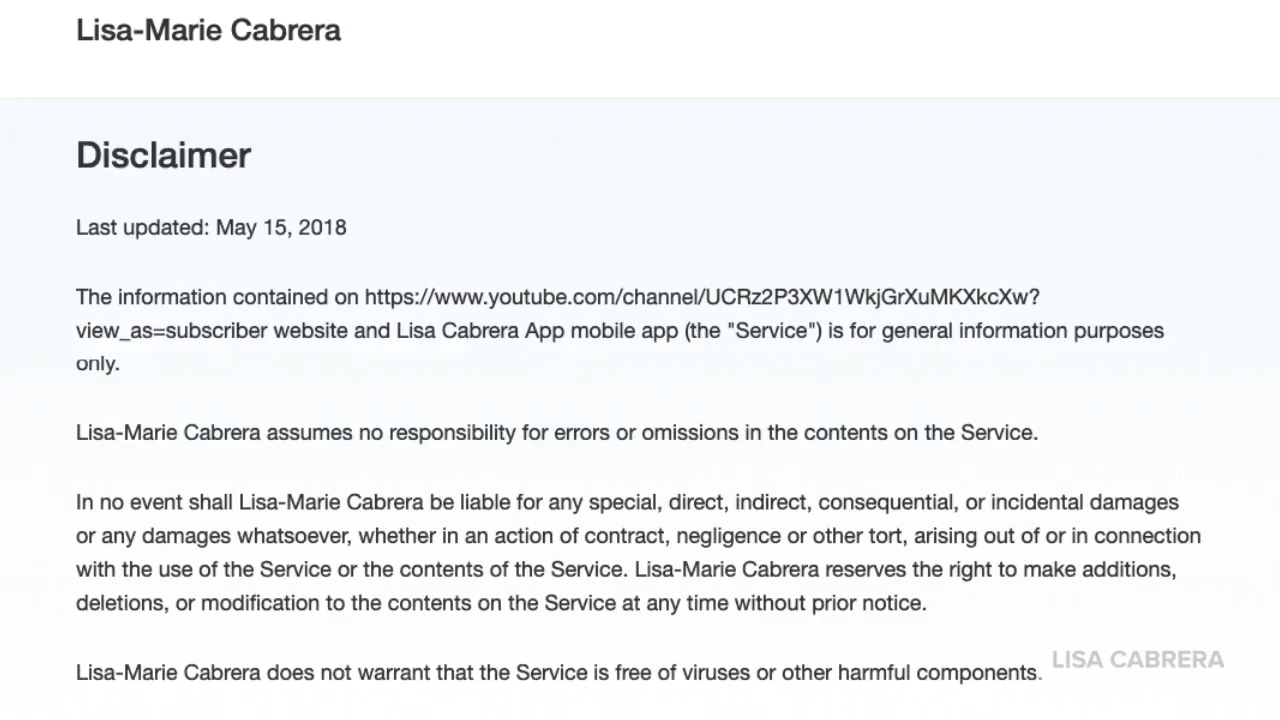 Lisa-Marie Cabrera
Disclaimer
Last updated: May 15, 2018
The information contained on https://www.youtube.com/channel/UCRz2P3XW1WkjGrXuMKXkcXw?
view_as=subscriber website and Lisa Cabrera App mobile app (the "Service") is for general information purposes
only.
Lisa-Marie Cabrera assumes no responsibility for errors or omissions in the contents on the Service.
In no event shall Lisa-Marie Cabrera be liable for any special, direct, indirect, consequential, or incidental damages
or any damages whatsoever, whether in an action of contract, negligence or other tort, arising out of or in connection
with the use of the Service or the contents of the Service. Lisa-Marie Cabrera reserves the right to make additions,
deletions, or modification to the contents on the Service at any time without prior notice.
Lisa-Marie Cabrera does not warrant that the Service is free of viruses or other harmful components.
LISA CABRERA